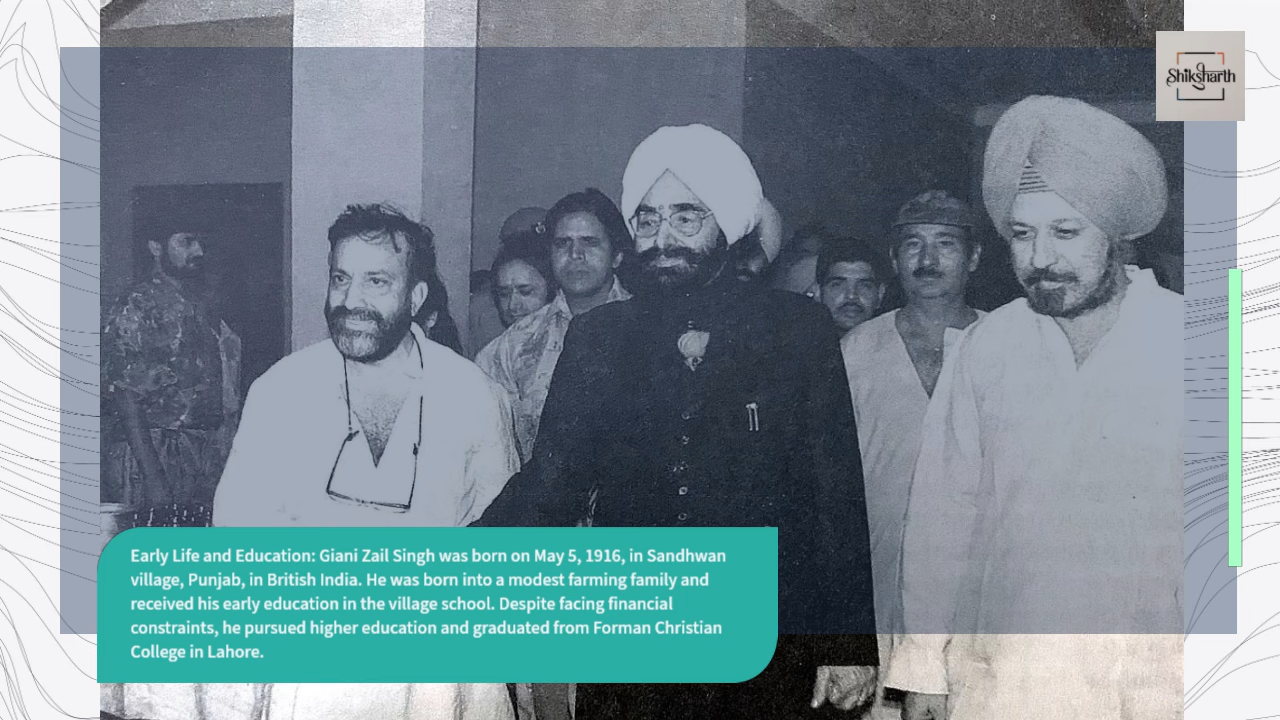 Shiksharth
Early Life and Education: Giani Zail Singh was born on May 5, 1916, in Sandhwan
village, Punjab, in British India. He was born into a modest farming family and
received his early education in the village school. Despite facing financial
constraints, he pursued higher education and graduated from Forman Christian
College in Lahore.